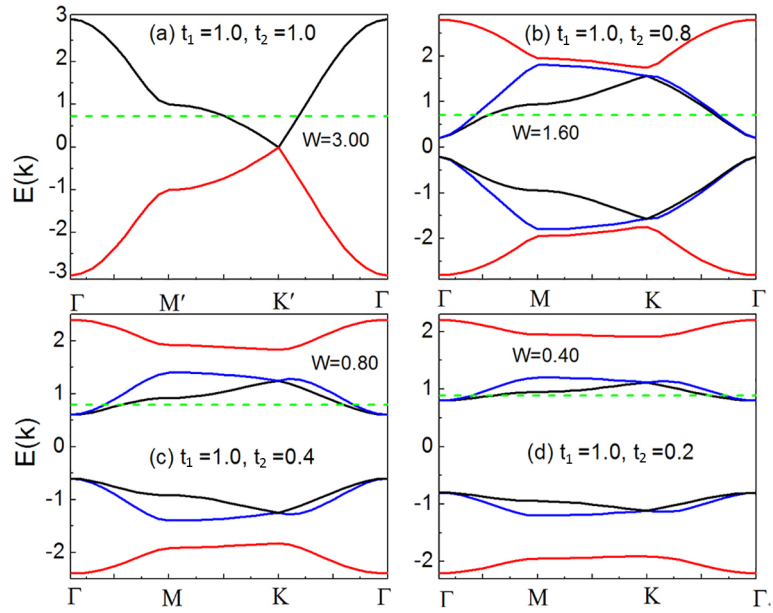 3
2
1
0
-1
-2
-3
E(k)
(a) t₁ =1.0, t₂ =1.0
W=3.00
Γ M′ K′ Γ
2
1
0
-1
-2
(b) t₁ =1.0, t₂ =0.8
W=1.60
Γ M K Γ
2
1
0
-1
-2
E(k)
W=0.80
(c) t₁ =1.0, t₂ =0.4
Γ M K Γ
2
1
0
-1
-2
W=0.40
(d) t₁ =1.0, t₂ =0.2
Γ M K Γ.